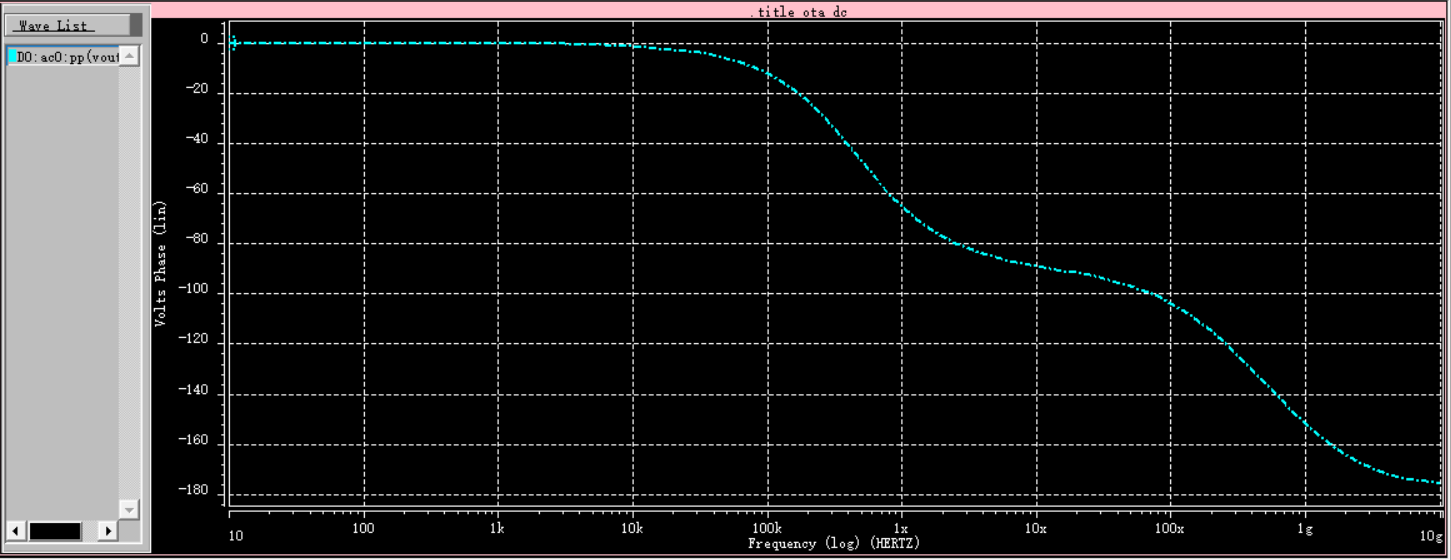 .title ota dc
Wave List
D0:ac0:pp(vout
0
-20
-40
-60
-80
-100
-120
-140
-160
-180
Volts Phase (lin)
10
100
1k
10k
100k
1x
10x
100x
1g
10g
Frequency (log) (HERTZ)